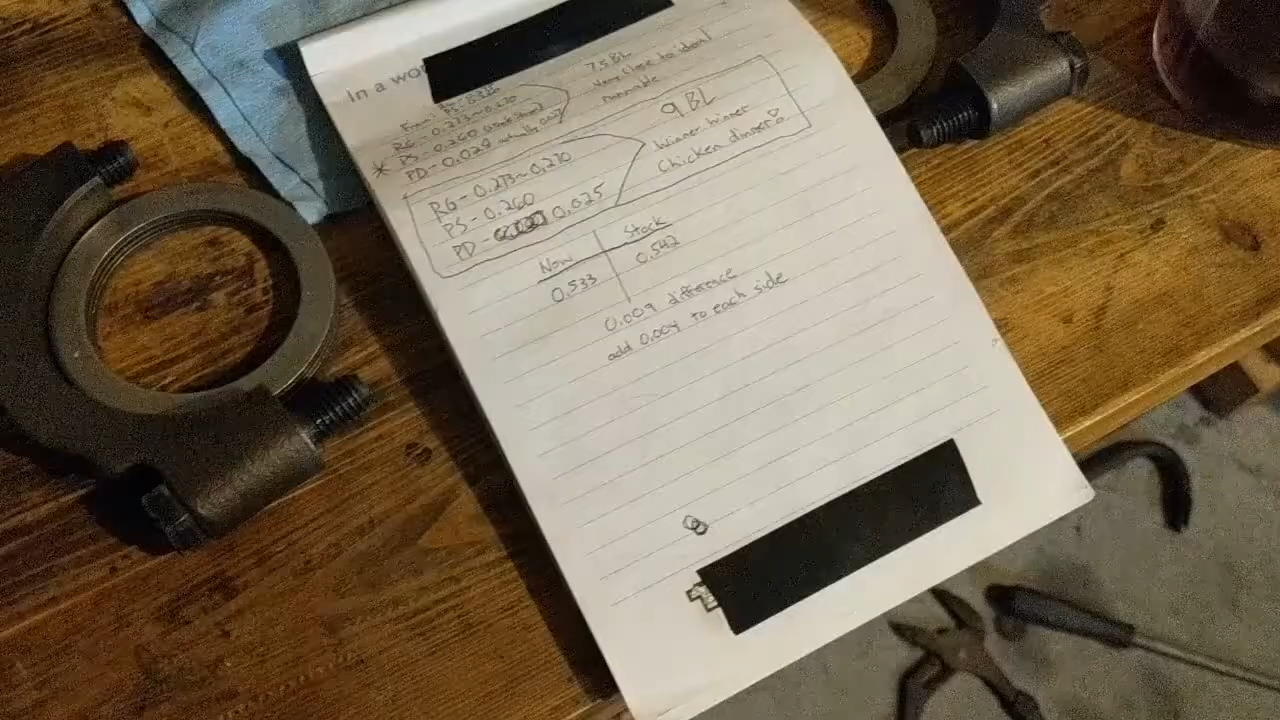 In a wo
7.5 BL
Very close to ideal
RG - 0.273~0.270
runnable
PS - 0.260
* PD - 0.029
RG - 0.273~0.270
9 BL
PS - 0.260
Winner winner
PD - 0.025
Chicken dinner!
Now
Stock
0.533
0.542
0.009 difference
add 0.004 to each side